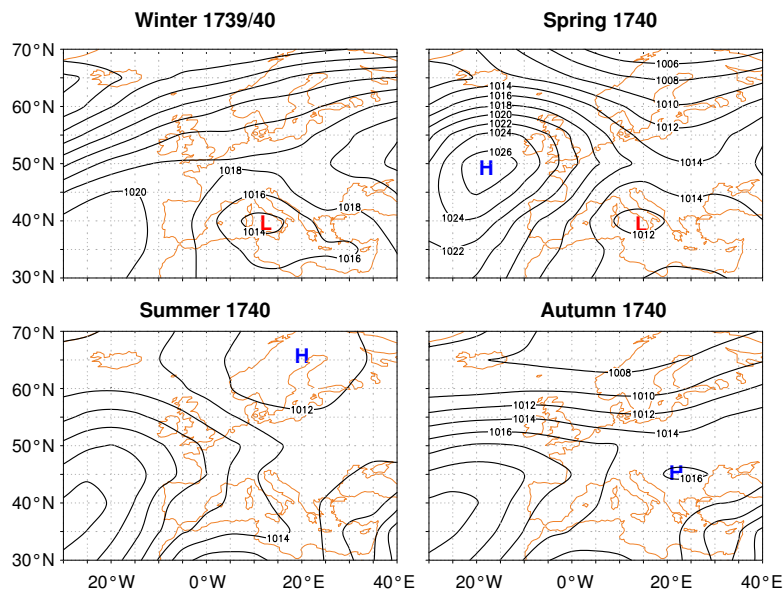 Winter 1739/40
Spring 1740
70°N
60°N
50°N
40°N
30°N
1020
1018
1016
1014
L
1018
1016
1006
1008
1010
1012
1014
1016
1018
1020
1022
1024
1026
H
1014
1014
1024
1022
L
1012
Summer 1740
Autumn 1740
70°N
60°N
50°N
40°N
30°N
H
1012
1014
1008
1010
1012
1014
1016
1012
1014
H
1016
20°W
0°W
20°E
40°E
20°W
0°W
20°E
40°E